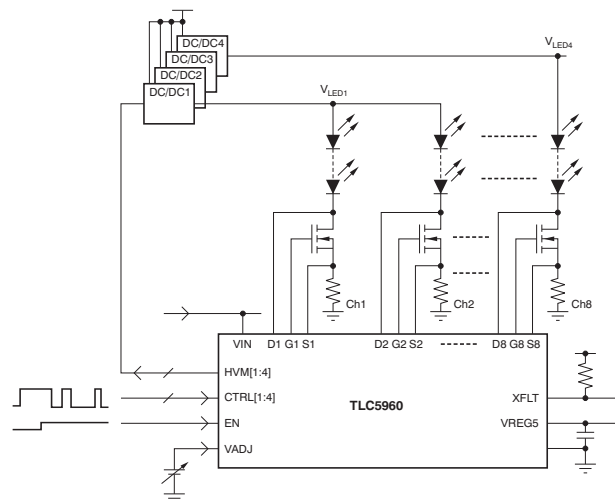 DC/DC4
DC/DC3
DC/DC2
DC/DC1
VLED4
VLED1
Ch1
Ch2
Ch8
VIN
D1 G1 S1
D2 G2 S2
D8 G8 S8
HVM[1:4]
CTRL[1:4]
EN
VADJ
TLC5960
XFLT
VREG5